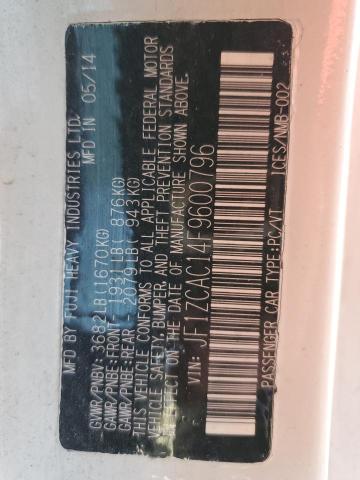 MFD BY FUJI HEAVY INDUSTRIES LTD.
MFD IN 05/14
GVWR/PNBV: 3682LB(1670KG)
GAWR/PNBE:FRONT- 1931LB( 876KG)
GAWR/PNBE:REAR- 2079LB( 943KG)
THIS VEHICLE CONFORMS TO ALL APPLICABLE FEDERAL MOTOR
VEHICLE SAFETY,BUMPER, AND THEFT PREVENTION STANDARDS
IN EFFECT ON THE DATE OF MANUFACTURE SHOWN ABOVE.
VIN: JF1ZCAC14E9600796
PASSENGER CAR TYPE:PC/VT ICES/NMB-002